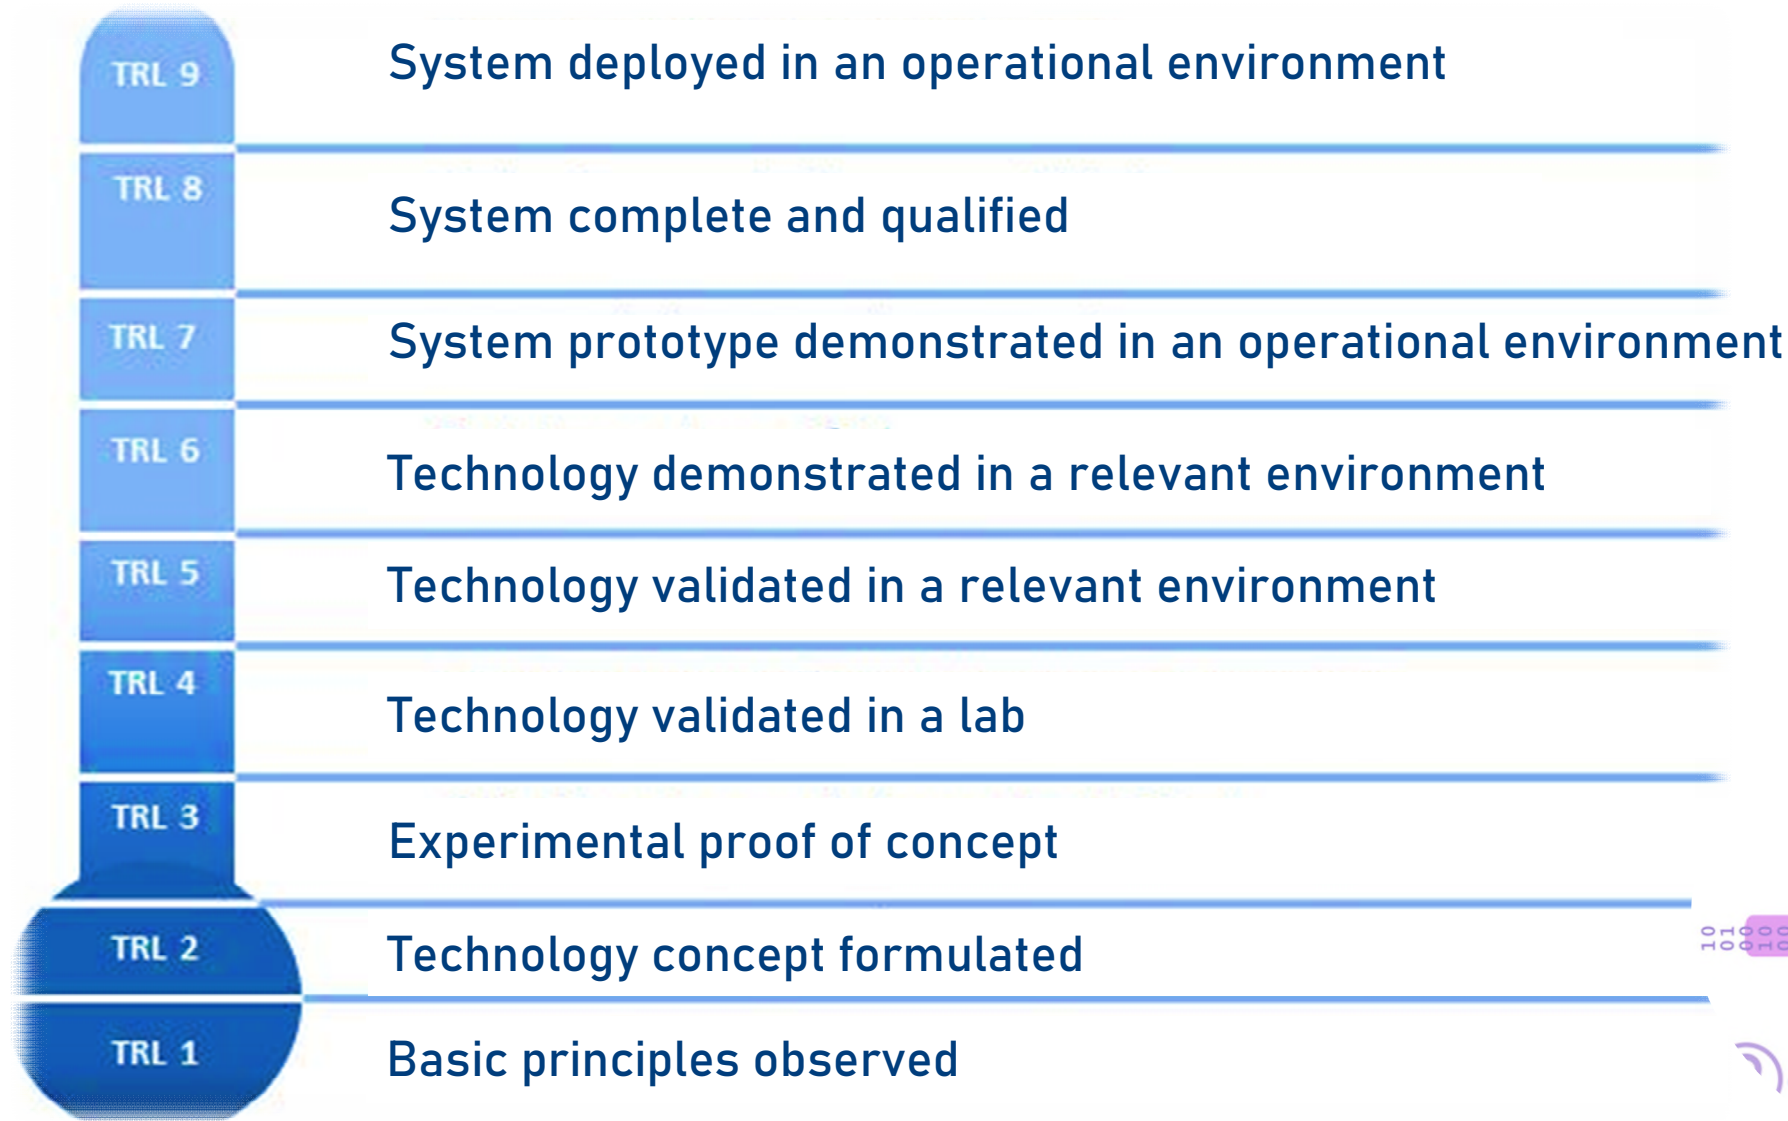 TRL 9 System deployed in an operational environment
TRL 8 System complete and qualified
TRL 7 System prototype demonstrated in an operational environment
TRL 6 Technology demonstrated in a relevant environment
TRL 5 Technology validated in a relevant environment
TRL 4 Technology validated in a lab
TRL 3 Experimental proof of concept
TRL 2 Technology concept formulated
TRL 1 Basic principles observed